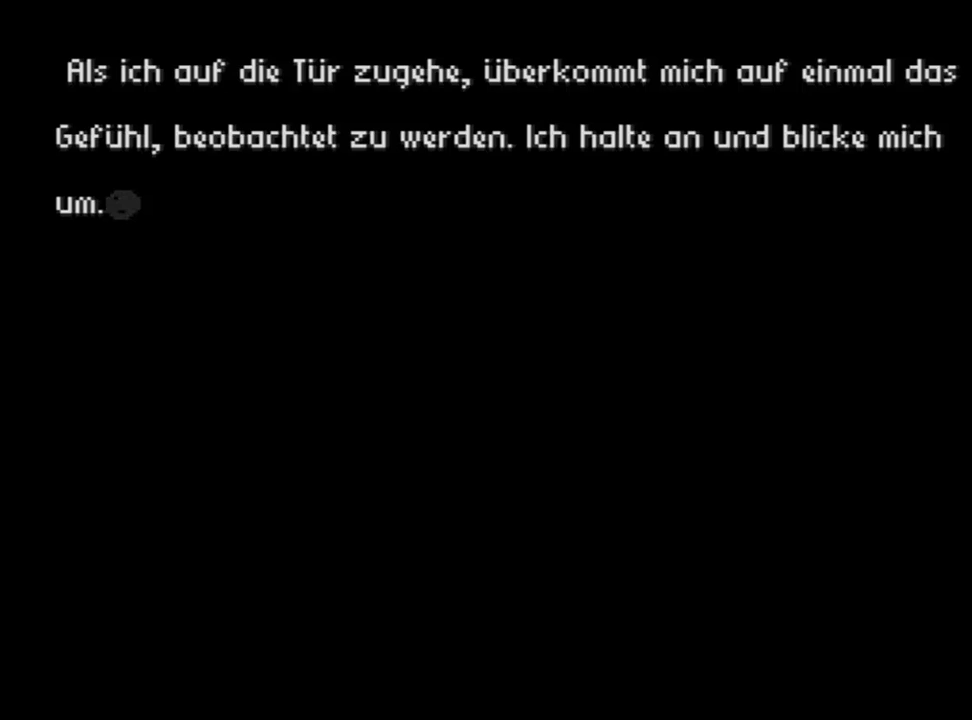 Als ich auf die Tür zugehe, überkommt mich auf einmal das
Gefühl, beobachtet zu werden. Ich halte an und blicke mich
um.